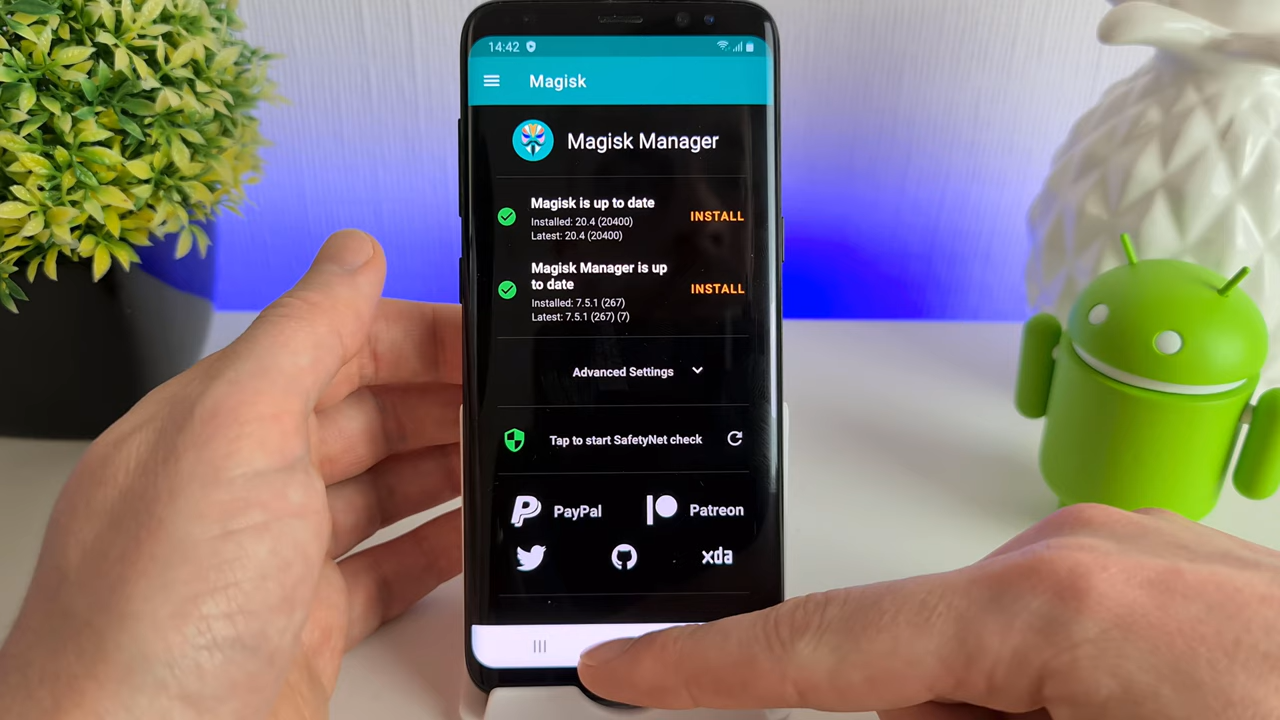 14:42
Magisk
Magisk Manager
Magisk is up to date
Installed: 20.4 (20400)
Latest: 20.4 (20400)
INSTALL
Magisk Manager is up
to date
Installed: 7.5.1 (267)
Latest: 7.5.1 (267) (7)
INSTALL
Advanced Settings
Tap to start SafetyNet check
PayPal
Patreon
xda